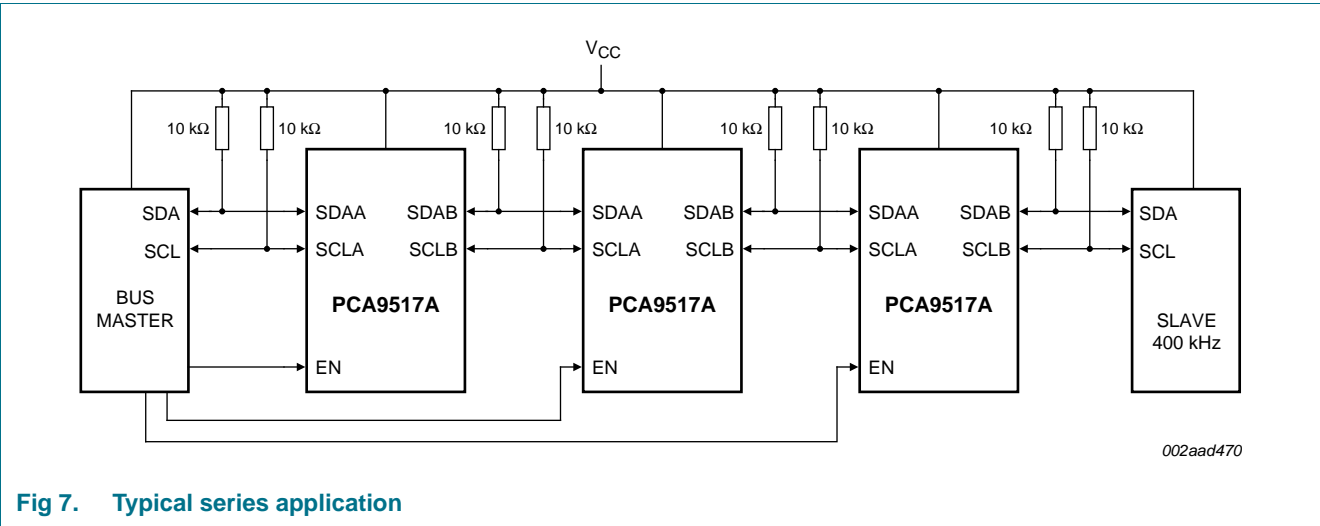 VCC
10 kΩ 10 kΩ 10 kΩ 10 kΩ 10 kΩ 10 kΩ 10 kΩ 10 kΩ
SDA SDAA SDAB SDAA SDAB SDAA SDAB SDA
SCL SCLA SCLB SCLA SCLB SCLA SCLB SCL
BUS
MASTER
PCA9517A PCA9517A PCA9517A
SLAVE
400 kHz
EN EN EN
002aad470
Fig 7. Typical series application